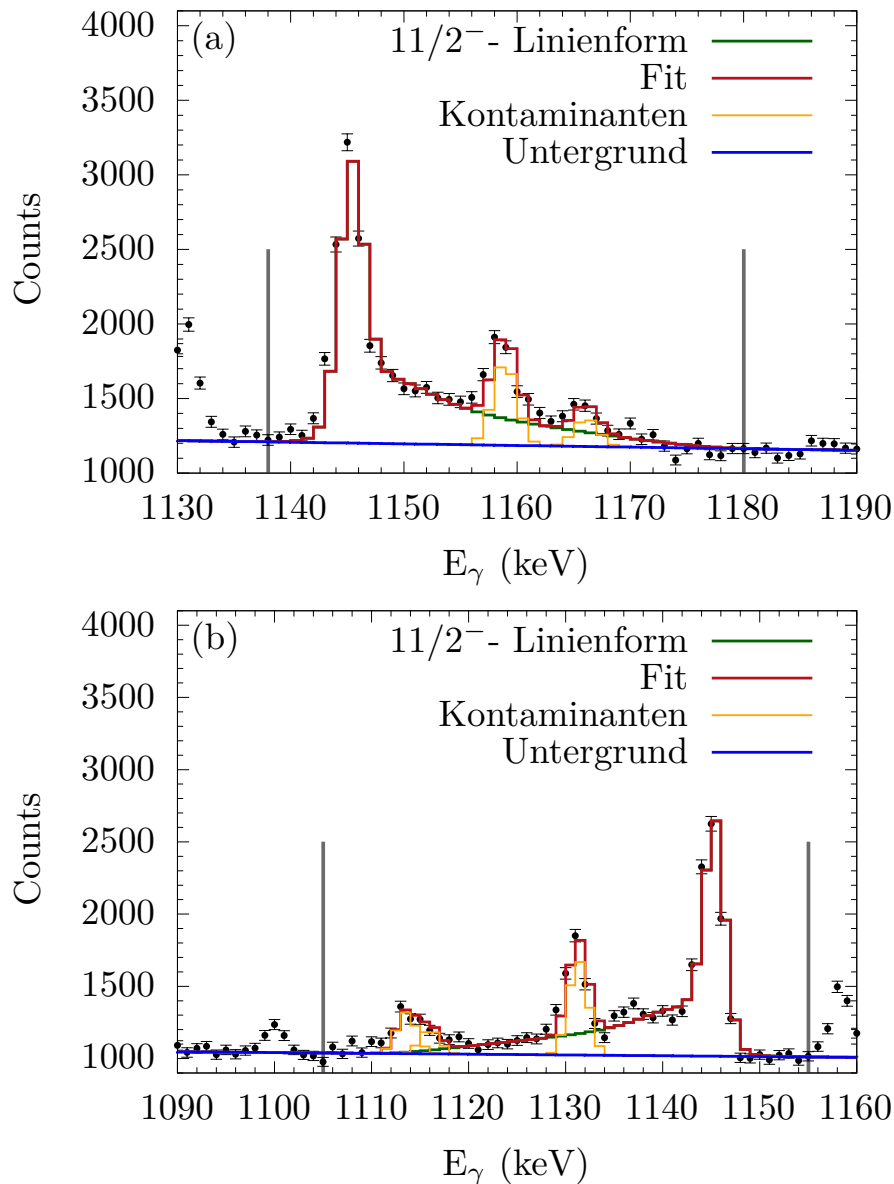 (a)
11/2⁻- Linienform
Fit
Kontaminanten
Untergrund
4000
3500
3000
2500
2000
1500
1000
Counts
1130 1140 1150 1160 1170 1180 1190
E_γ (keV)
(b)
11/2⁻- Linienform
Fit
Kontaminanten
Untergrund
4000
3500
3000
2500
2000
1500
1000
Counts
1090 1100 1110 1120 1130 1140 1150 1160
E_γ (keV)